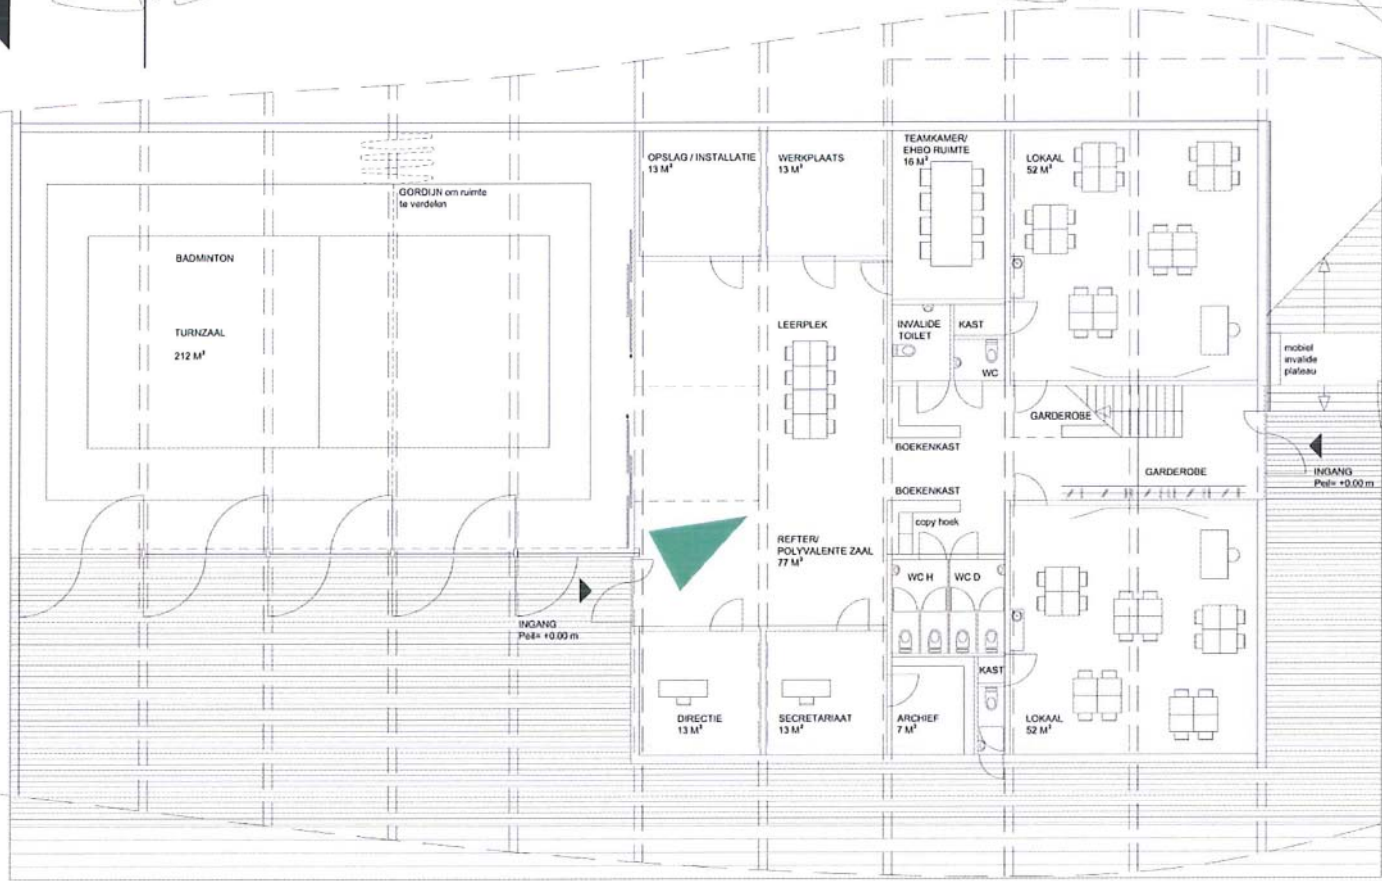 OPSLAG / INSTALLATIE
13 M²
WERKPLAATS
13 M²
TEAMKAMER/
EHBO RUIMTE
16 M²
LOKAAL
52 M²
GORDIJN om ruimte
te verdelen
BADMINTON
TURNZAAL
212 M²
LEERPLEK
INVALIDE
TOILET
KAST
WC
mobiel
invalide
plateau
GARDEROBE
BOEKENKAST
BOEKENKAST
GARDEROBE
INGANG
Peil= +0.00 m
copy hoek
REFTER/
POLYVALENTE ZAAL
77 M²
WC H
WC D
INGANG
Peil= +0.00 m
KAST
DIRECTIE
13 M²
SECRETARIAAT
13 M²
ARCHIEF
7 M²
LOKAAL
52 M²